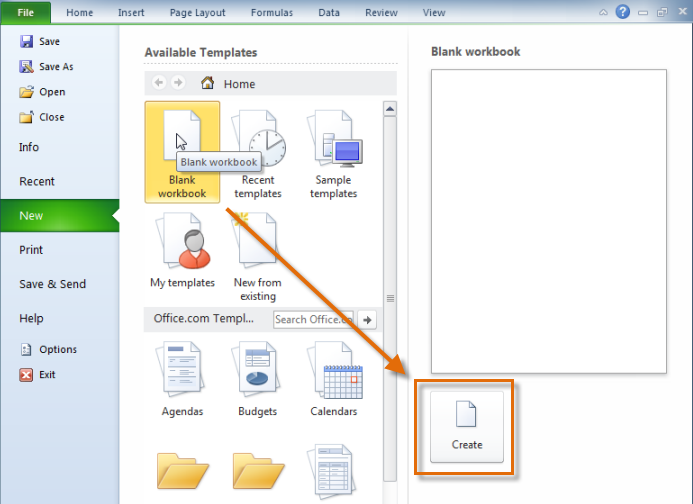 File Home Insert Page Layout Formulas Data Review View
Save
Save As
Open
Close
Info
Recent
New
Print
Save & Send
Help
Options
Exit
Available Templates
Home
Blank workbook
Blank
workbook
Recent
templates
Sample
templates
My templates
New from
existing
Office.com Templ...
Search Office.co
Agendas
Budgets
Calendars
Blank workbook
Create